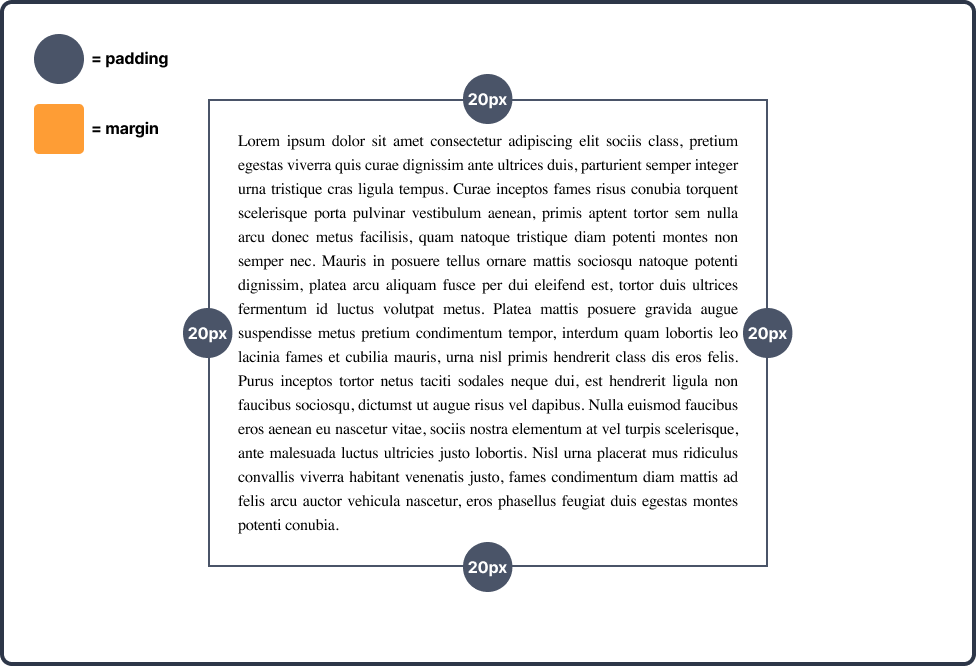 = padding
= margin
20px
Lorem ipsum dolor sit amet consectetur adipiscing elit sociis class, pretium
egestas viverra quis curae dignissim ante ultrices duis, parturient semper integer
urna tristique cras ligula tempus. Curae inceptos fames risus conubia torquent
scelerisque porta pulvinar vestibulum aenean, primis aptent tortor sem nulla
arcu donec metus facilisis, quam natoque tristique diam potenti montes non
semper nec. Mauris in posuere tellus ornare mattis sociosqu natoque potenti
dignissim, platea arcu aliquam fusce per dui eleifend est, tortor duis ultrices
fermentum id luctus volutpat metus. Platea mattis posuere gravida augue
20px
suspendisse metus pretium condimentum tempor, interdum quam lobortis leo
20px
lacinia fames et cubilia mauris, urna nisl primis hendrerit class dis eros felis.
Purus inceptos tortor netus taciti sodales neque dui, est hendrerit ligula non
faucibus sociosqu, dictumst ut augue risus vel dapibus. Nulla euismod faucibus
eros aenean eu nascetur vitae, sociis nostra elementum at vel turpis scelerisque,
ante malesuada luctus ultricies justo lobortis. Nisl urna placerat mus ridiculus
convallis viverra habitant venenatis justo, fames condimentum diam mattis ad
felis arcu auctor vehicula nascetur, eros phasellus feugiat duis egestas montes
potenti conubia.
20px